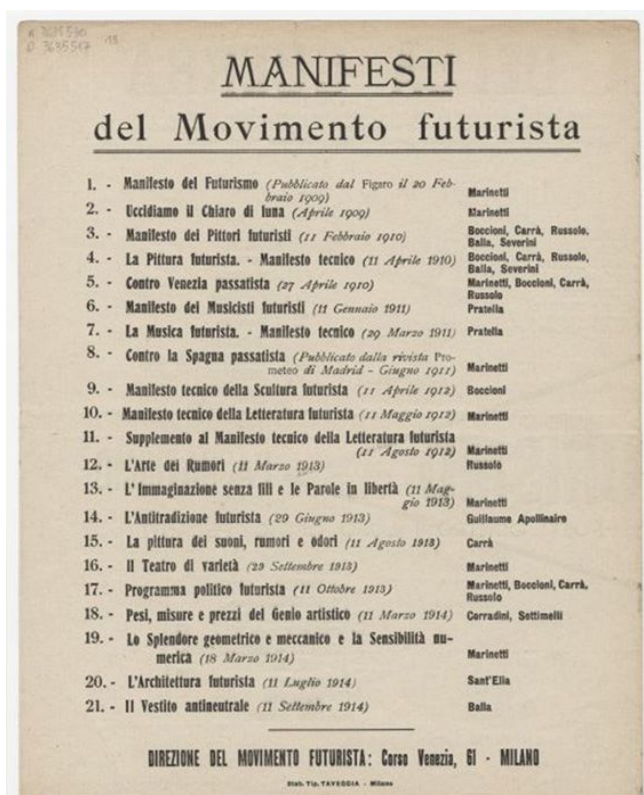 A 3635530
D 3635517
13
MANIFESTI
del Movimento futurista
1. - Manifesto del Futurismo (Pubblicato dal Figaro il 20 Feb-
braio 1909) Marinetti
2. - Uccidiamo il Chiaro di luna (Aprile 1909) Marinetti
3. - Manifesto dei Pittori futuristi (11 Febbraio 1910) Boccioni, Carrà, Russolo,
Balla, Severini
4. - La Pittura futurista. - Manifesto tecnico (11 Aprile 1910) Boccioni, Carrà, Russolo,
Balla, Severini
5. - Contro Venezia passatista (27 Aprile 1910) Marinetti, Boccioni, Carrà,
Russolo
6. - Manifesto dei Musicisti futuristi (11 Gennaio 1911) Pratella
7. - La Musica futurista. - Manifesto tecnico (29 Marzo 1911) Pratella
8. - Contro la Spagna passatista (Pubblicato dalla rivista Pro-
meteo di Madrid - Giugno 1911) Marinetti
9. - Manifesto tecnico della Scultura futurista (11 Aprile 1912) Boccioni
10. - Manifesto tecnico della Letteratura futurista (11 Maggio 1912) Marinetti
11. - Supplemento al Manifesto tecnico della Letteratura futurista
(11 Agosto 1912) Marinetti
12. - L'Arte dei Rumori (11 Marzo 1913) Russolo
13. - L'Immaginazione senza fili e le Parole in libertà (11 Mag-
gio 1913) Marinetti
14. - L'Antitradizione futurista (29 Giugno 1913) Guillaume Apollinaire
15. - La pittura dei suoni, rumori e odori (11 Agosto 1913) Carrà
16. - Il Teatro di varietà (29 Settembre 1913) Marinetti
17. - Programma politico futurista (11 Ottobre 1913) Marinetti, Boccioni, Carrà,
Russolo
18. - Pesi, misure e prezzi del Genio artistico (11 Marzo 1914) Corradini, Settimelli
19. - Lo Splendore geometrico e meccanico e la Sensibilità nu-
merica (18 Marzo 1914) Marinetti
20. - L'Architettura futurista (11 Luglio 1914) Sant'Elia
21. - Il Vestito antineutrale (11 Settembre 1914) Balla
DIREZIONE DEL MOVIMENTO FUTURISTA: Corso Venezia, 61 - MILANO
Stab. Tip. TAVEGGIA - Milano